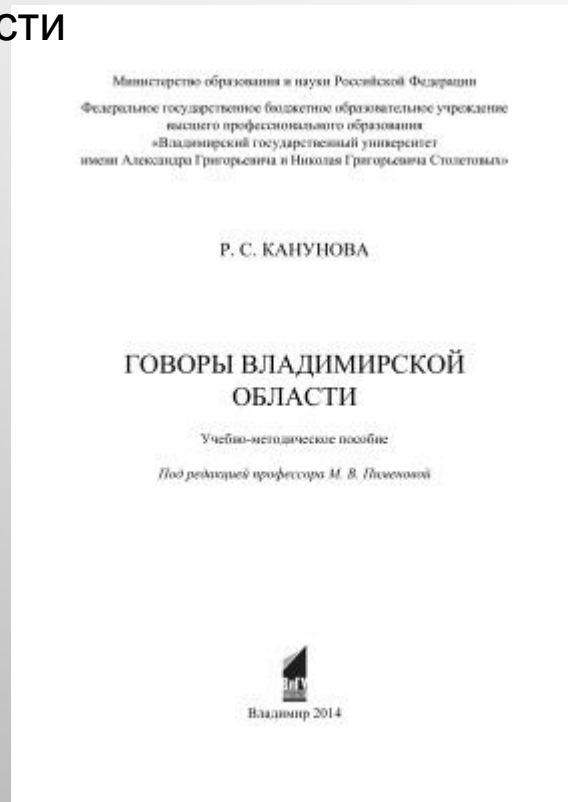 сти
Министерство образования и науки Российской Федерации
Федеральное государственное бюджетное образовательное учреждение
высшего профессионального образования
«Владимирский государственный университет
имени Александра Григорьевича и Николая Григорьевича Столетовых»
Р. С. КАНУНОВА
ГОВОРЫ ВЛАДИМИРСКОЙ
ОБЛАСТИ
Учебно-методическое пособие
Под редакцией профессора М. В. Пименовой
ВлГУ
Владимир 2014